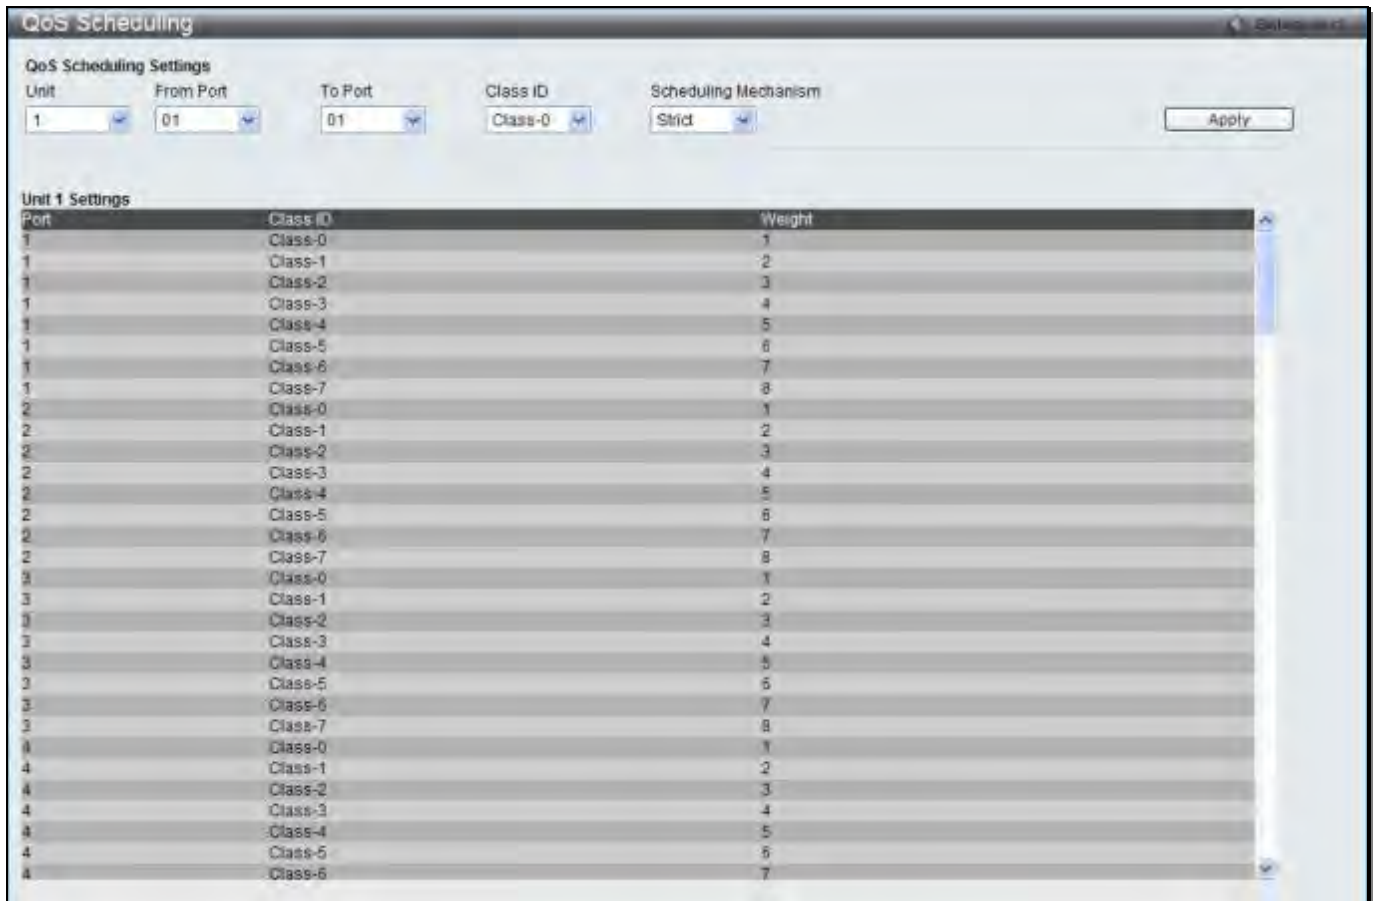 QoS Scheduling
QoS Scheduling Settings
Unit From Port To Port Class ID Scheduling Mechanism
1 01 01 Class-0 Strict Apply
Unit 1 Settings
Port Class ID Weight
1 Class-0 1
1 Class-1 2
1 Class-2 3
1 Class-3 4
1 Class-4 5
1 Class-5 6
1 Class-6 7
1 Class-7 8
2 Class-0 1
2 Class-1 2
2 Class-2 3
2 Class-3 4
2 Class-4 5
2 Class-5 6
2 Class-6 7
2 Class-7 8
3 Class-0 1
3 Class-1 2
3 Class-2 3
3 Class-3 4
3 Class-4 5
3 Class-5 6
3 Class-6 7
3 Class-7 8
4 Class-0 1
4 Class-1 2
4 Class-2 3
4 Class-3 4
4 Class-4 5
4 Class-5 6
4 Class-6 7